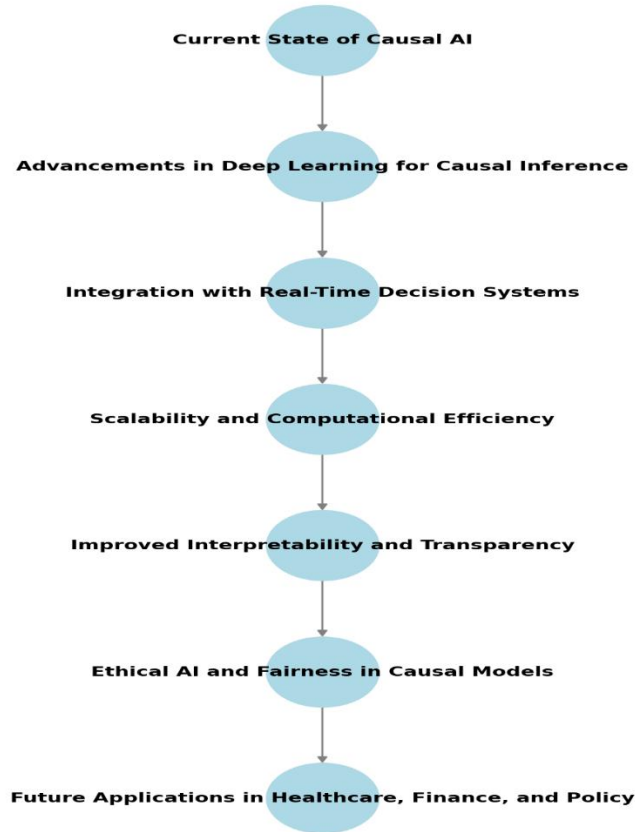 Current State of Causal AI
Advancements in Deep Learning for Causal Inference
Integration with Real-Time Decision Systems
Scalability and Computational Efficiency
Improved Interpretability and Transparency
Ethical AI and Fairness in Causal Models
Future Applications in Healthcare, Finance, and Policy